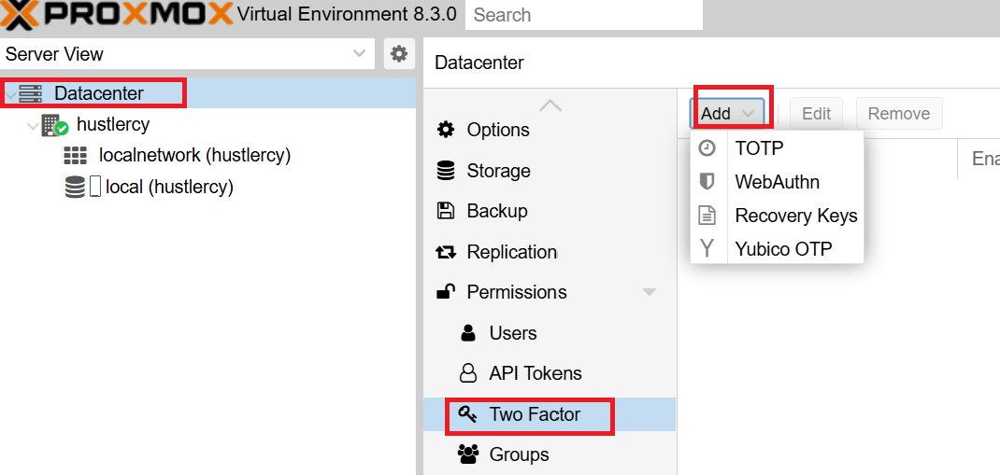 PROXMOX Virtual Environment 8.3.0 Search
Server View
Datacenter
hustlercy
localnetwork (hustlercy)
local (hustlercy)
Datacenter
Options
Storage
Backup
Replication
Permissions
Users
API Tokens
Two Factor
Groups
Add Edit Remove
TOTP
WebAuthn
Recovery Keys
Yubico OTP
Ena